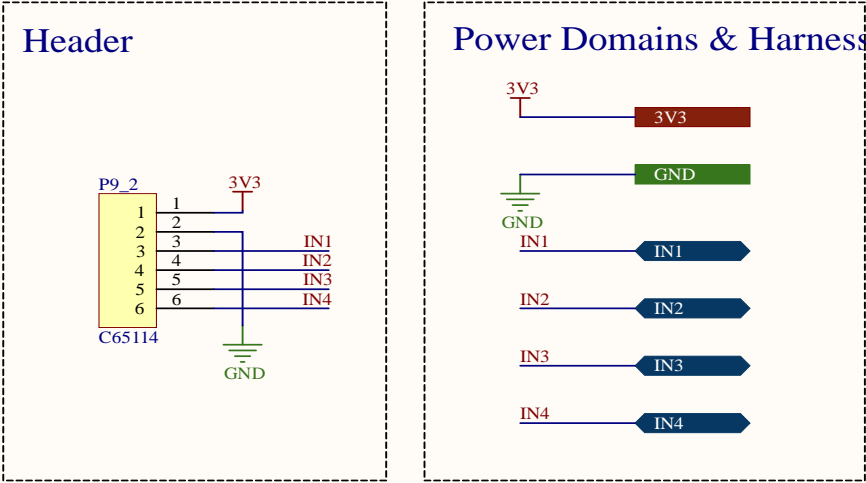 Header
Power Domains & Harness
3V3
3V3
GND
GND
IN1
IN1
IN2
IN2
IN3
IN3
IN4
IN4
P9_2
3V3
1
1
2
2
3
3
IN1
4
4
IN2
5
5
IN3
6
6
IN4
C65114
GND